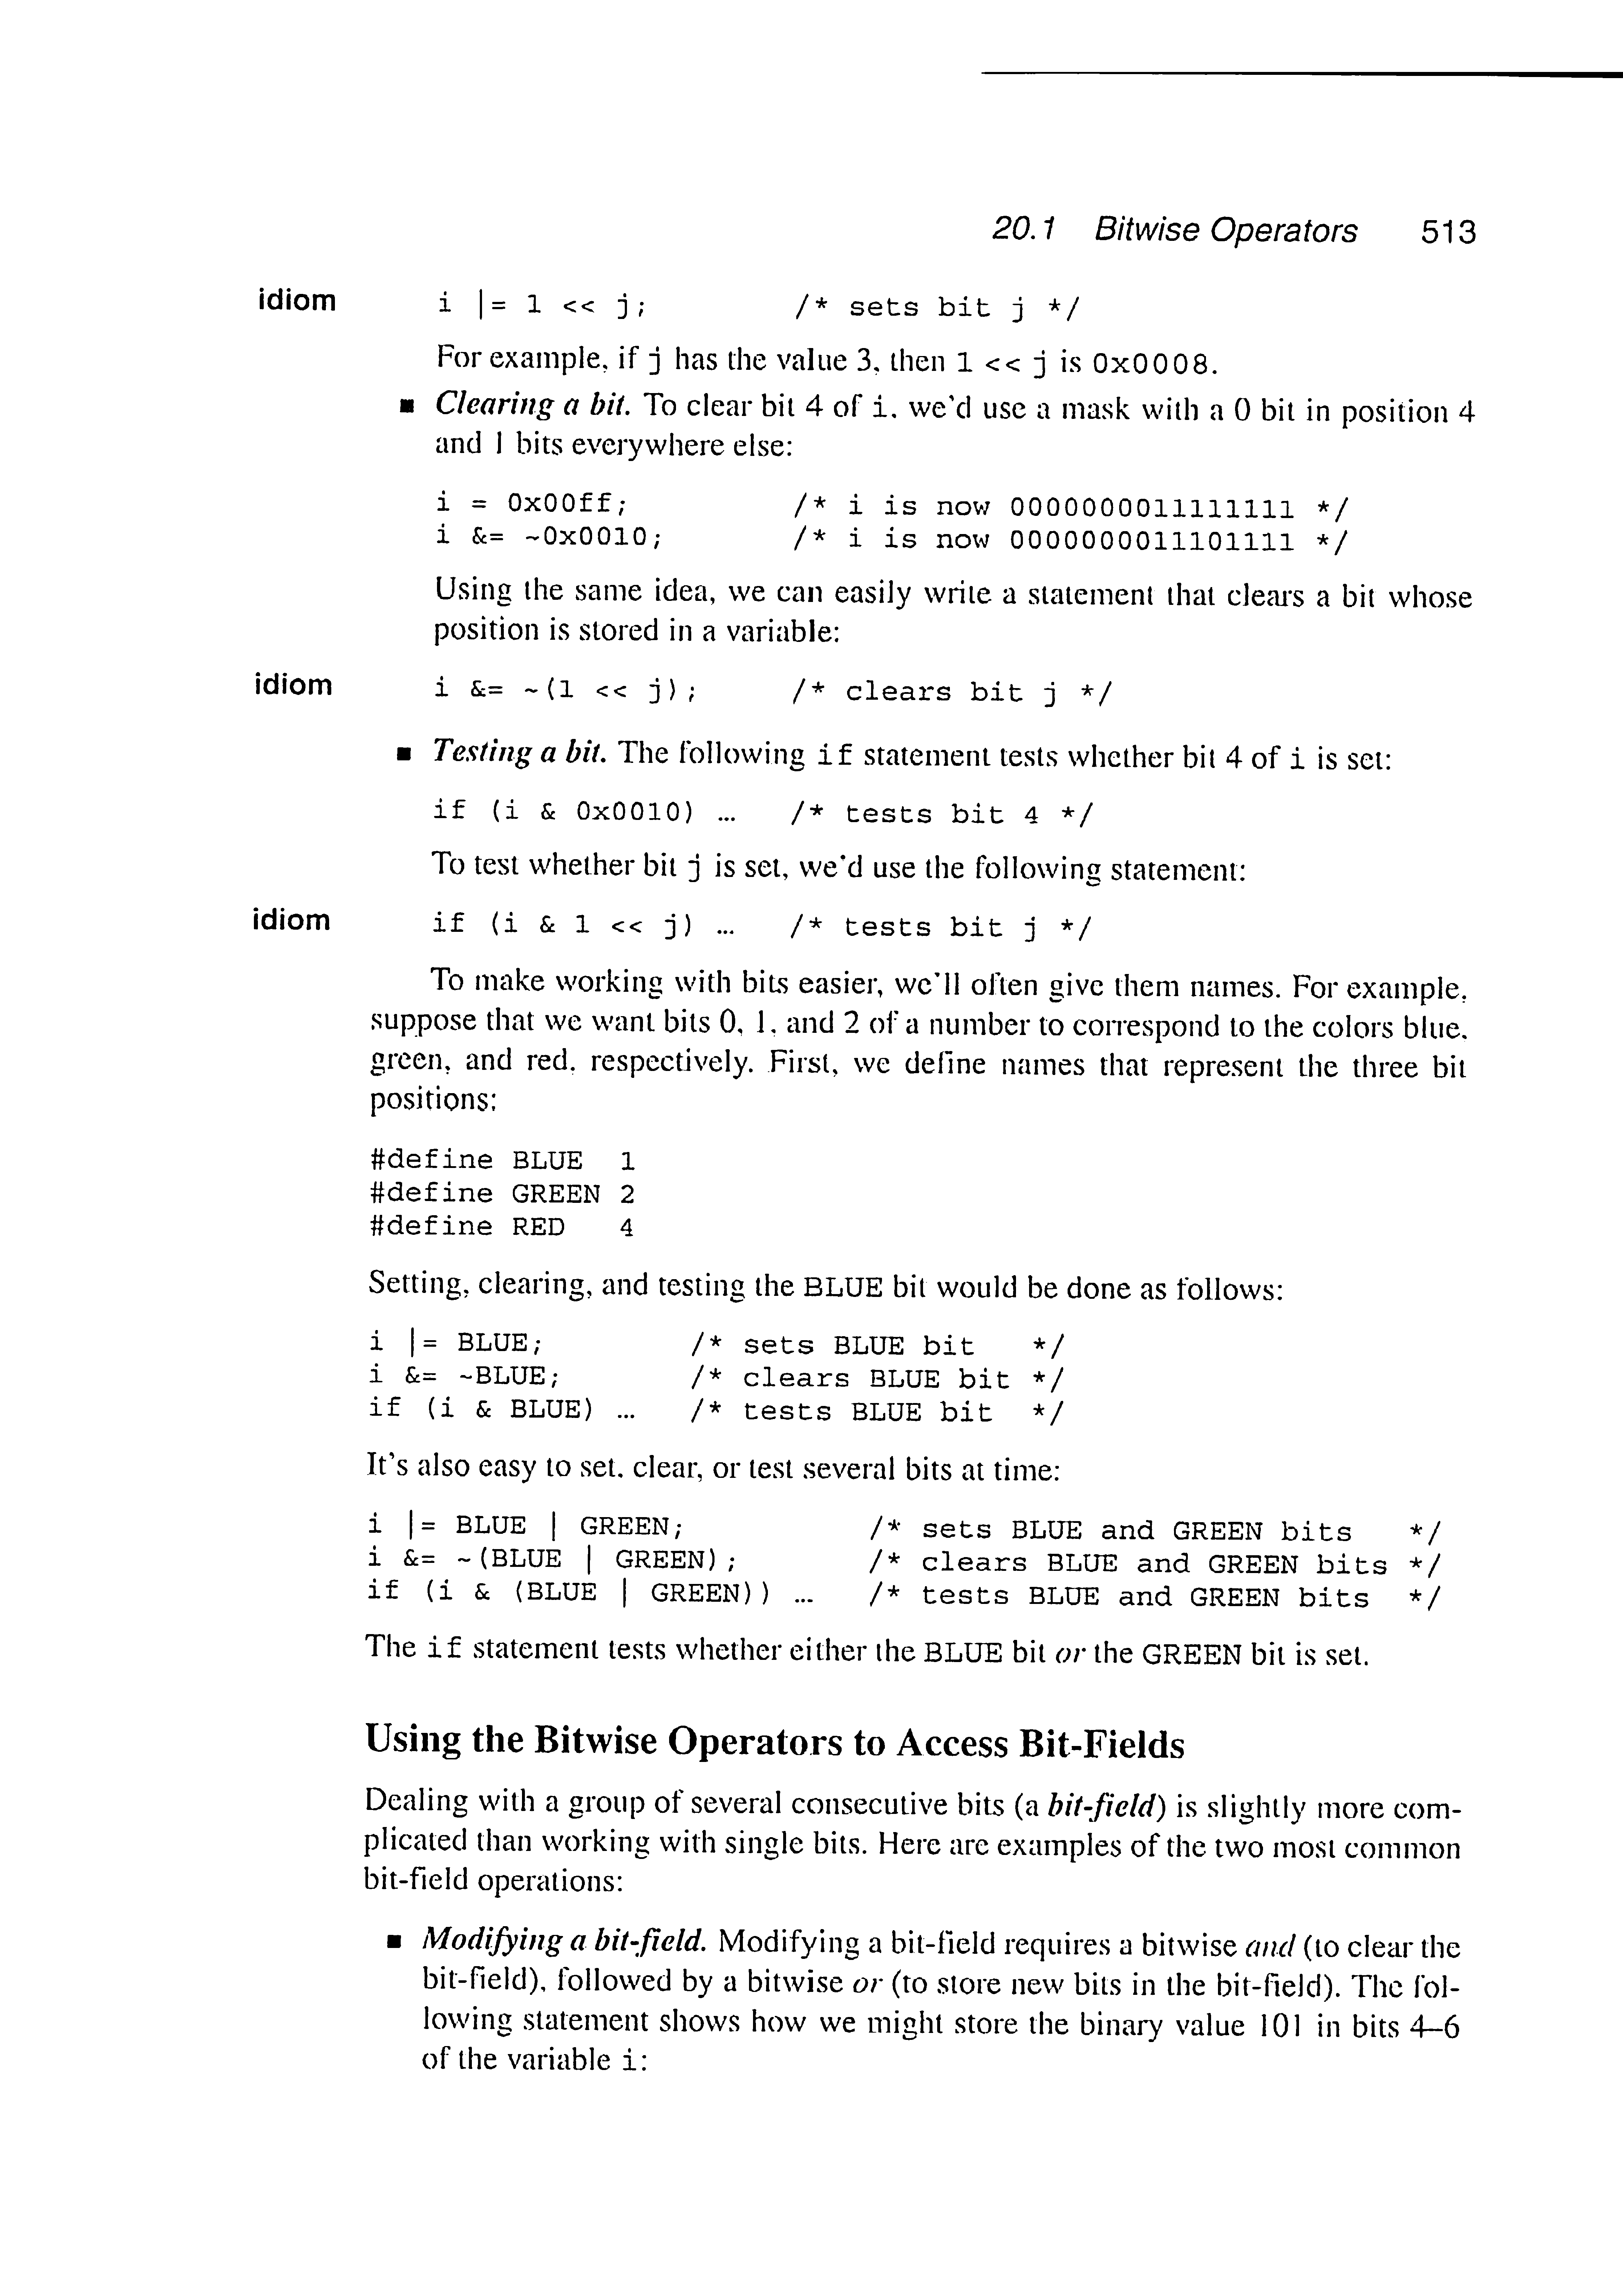 20.1 Bitwise Operators 513
idiom i |= 1 << j; /* sets bit j */
For example, if j has the value 3, then 1 << j is 0x0008.
■ Clearing a bit. To clear bit 4 of i, we'd use a mask with a 0 bit in position 4
and 1 bits everywhere else:
i = 0x00ff; /* i is now 0000000011111111 */
i &= ~0x0010; /* i is now 0000000011101111 */
Using the same idea, we can easily write a statement that clears a bit whose
position is stored in a variable:
idiom i &= ~(1 << j); /* clears bit j */
■ Testing a bit. The following if statement tests whether bit 4 of i is set:
if (i & 0x0010) … /* tests bit 4 */
To test whether bit j is set, we'd use the following statement:
idiom if (i & 1 << j) … /* tests bit j */
To make working with bits easier, we'll often give them names. For example,
suppose that we want bits 0, 1, and 2 of a number to correspond to the colors blue,
green, and red, respectively. First, we define names that represent the three bit
positions:
#define BLUE 1
#define GREEN 2
#define RED 4
Setting, clearing, and testing the BLUE bit would be done as follows:
i |= BLUE; /* sets BLUE bit */
i &= ~BLUE; /* clears BLUE bit */
if (i & BLUE) … /* tests BLUE bit */
It's also easy to set, clear, or test several bits at time:
i |= BLUE | GREEN; /* sets BLUE and GREEN bits */
i &= ~(BLUE | GREEN); /* clears BLUE and GREEN bits */
if (i & (BLUE | GREEN)) … /* tests BLUE and GREEN bits */
The if statement tests whether either the BLUE bit or the GREEN bit is set.
Using the Bitwise Operators to Access Bit-Fields
Dealing with a group of several consecutive bits (a bit-field) is slightly more com-
plicated than working with single bits. Here are examples of the two most common
bit-field operations:
■ Modifying a bit-field. Modifying a bit-field requires a bitwise and (to clear the
bit-field), followed by a bitwise or (to store new bits in the bit-field). The fol-
lowing statement shows how we might store the binary value 101 in bits 4–6
of the variable i: